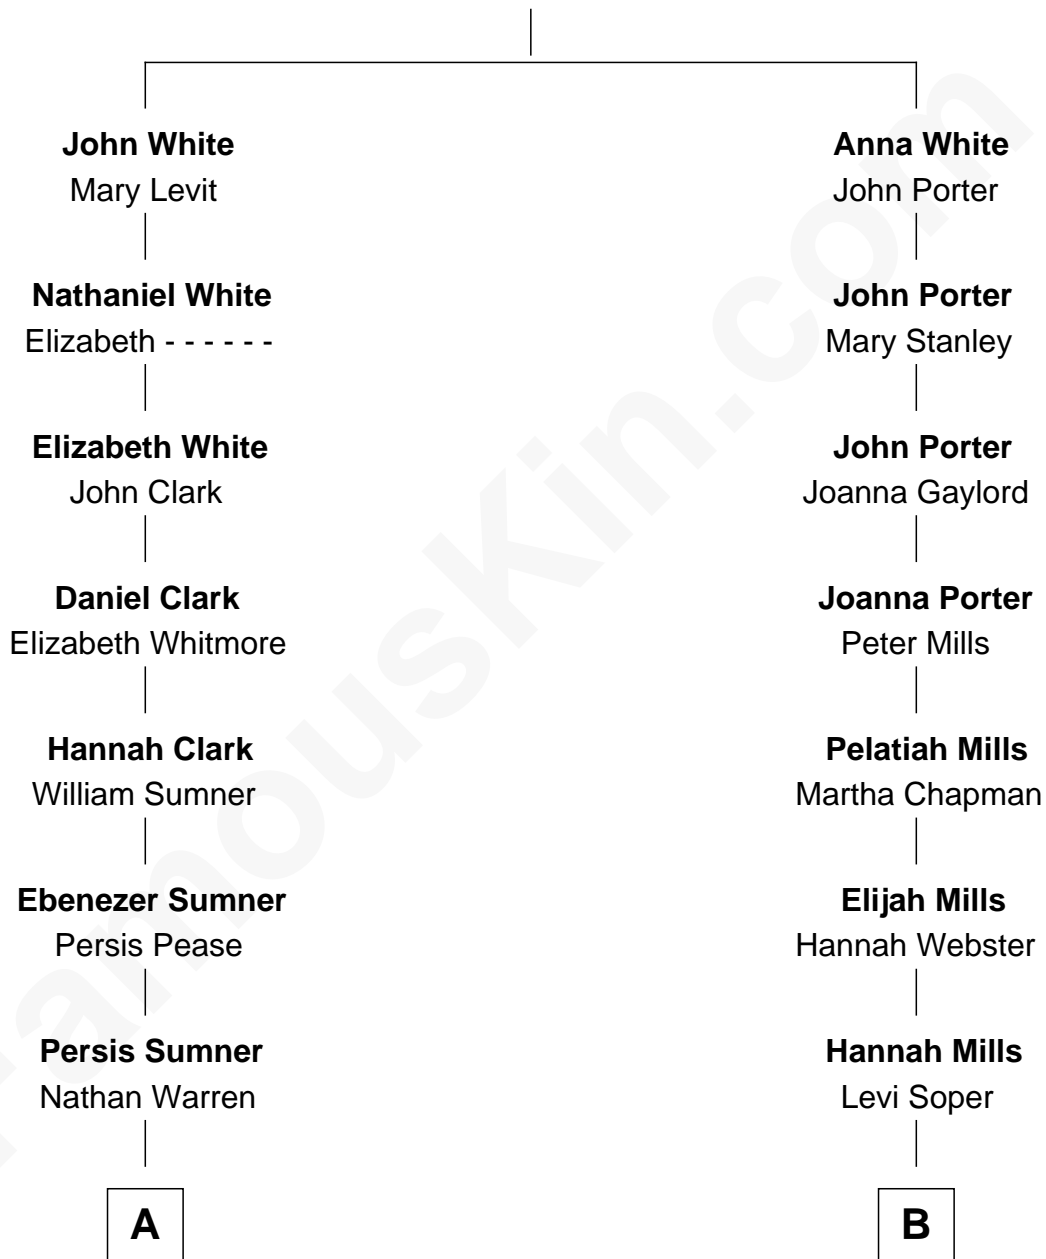 John White
Mary Levit
Anna White
John Porter
Nathaniel White
Elizabeth - - - - - -
John Porter
Mary Stanley
Elizabeth White
John Clark
John Porter
Joanna Gaylord
Daniel Clark
Elizabeth Whitmore
Joanna Porter
Peter Mills
Hannah Clark
William Sumner
Pelatiah Mills
Martha Chapman
Ebenezer Sumner
Persis Pease
Elijah Mills
Hannah Webster
Persis Sumner
Nathan Warren
Hannah Mills
Levi Soper
A
B
FamousKin.com